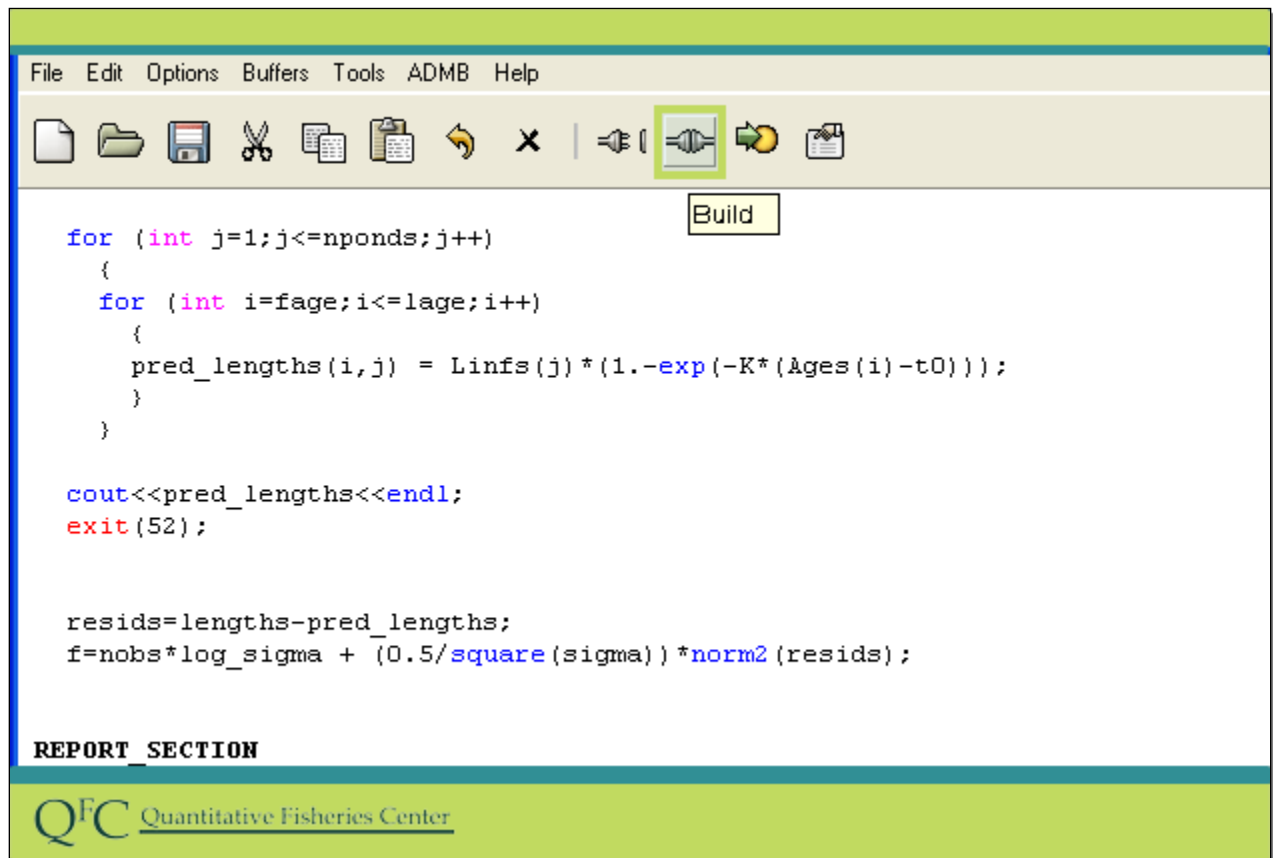 File Edit Options Buffers Tools ADMB Help
Build
for (int j=1;j<=nponds;j++)
{
for (int i=fage;i<=lage;i++)
{
pred_lengths(i,j) = Linfs(j)*(1.-exp(-K*(Ages(i)-t0)));
}
}
cout<<pred_lengths<<endl;
exit(52);
resids=lengths-pred_lengths;
f=nobs*log_sigma + (0.5/square(sigma))*norm2(resids);
REPORT_SECTION
QFC Quantitative Fisheries Center